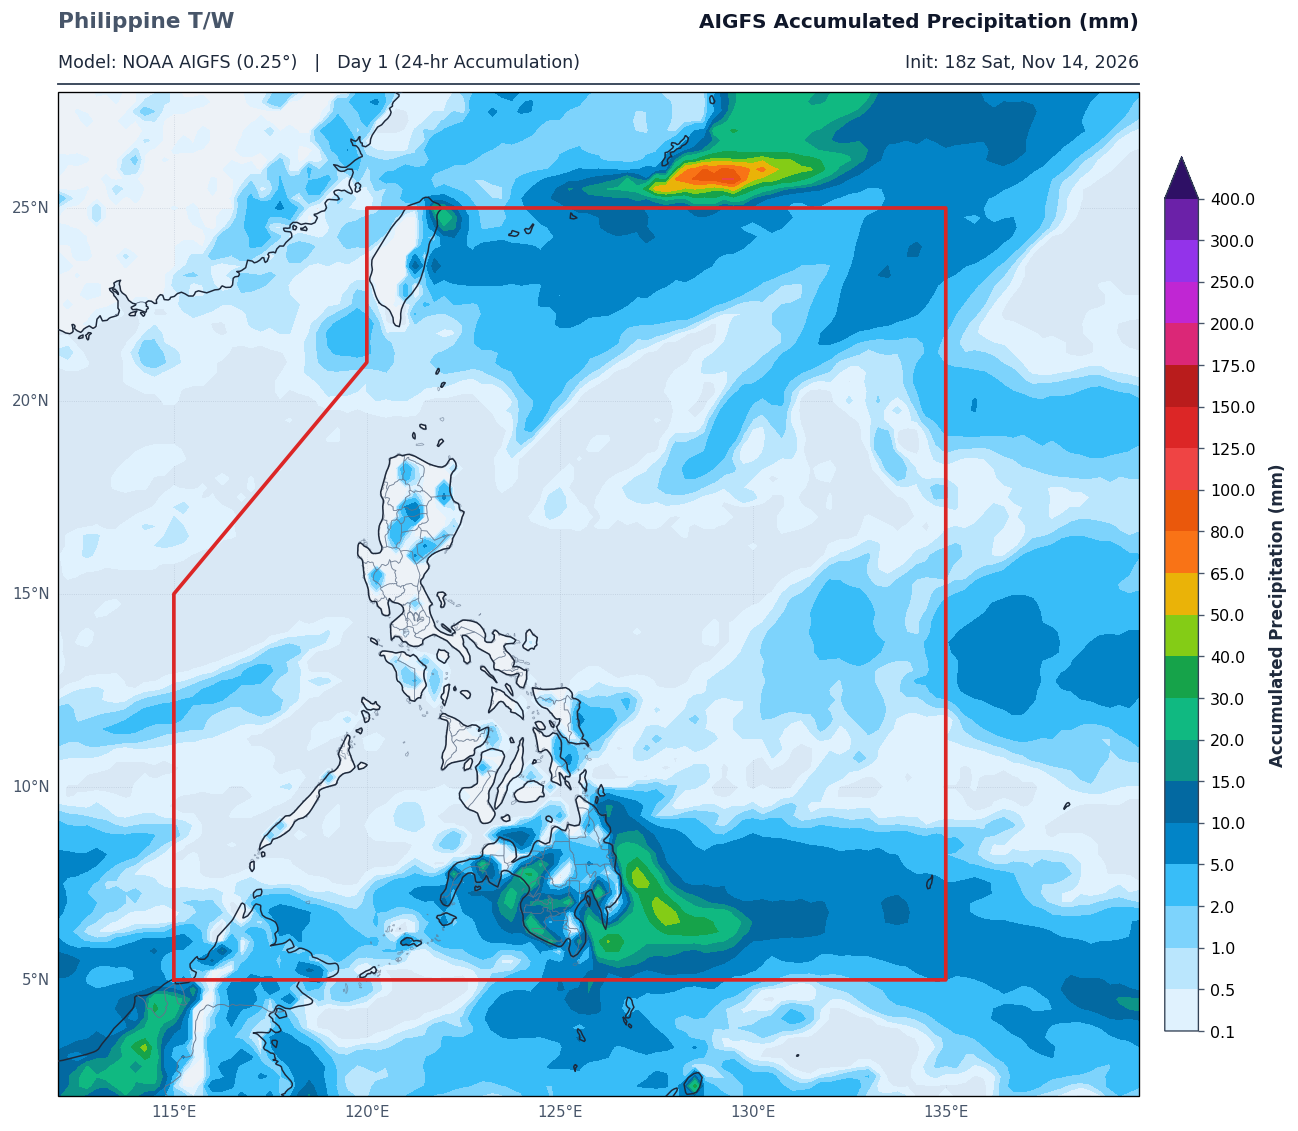 Philippine T/W
AIGFS Accumulated Precipitation (mm)
Model: NOAA AIGFS (0.25°) | Day 1 (24-hr Accumulation)
Init: 18z Sat, Nov 14, 2026
25°N
20°N
15°N
10°N
5°N
115°E
120°E
125°E
130°E
135°E
400.0
300.0
250.0
200.0
175.0
150.0
125.0
100.0
80.0
65.0
50.0
40.0
30.0
20.0
15.0
10.0
5.0
2.0
1.0
0.5
0.1
Accumulated Precipitation (mm)